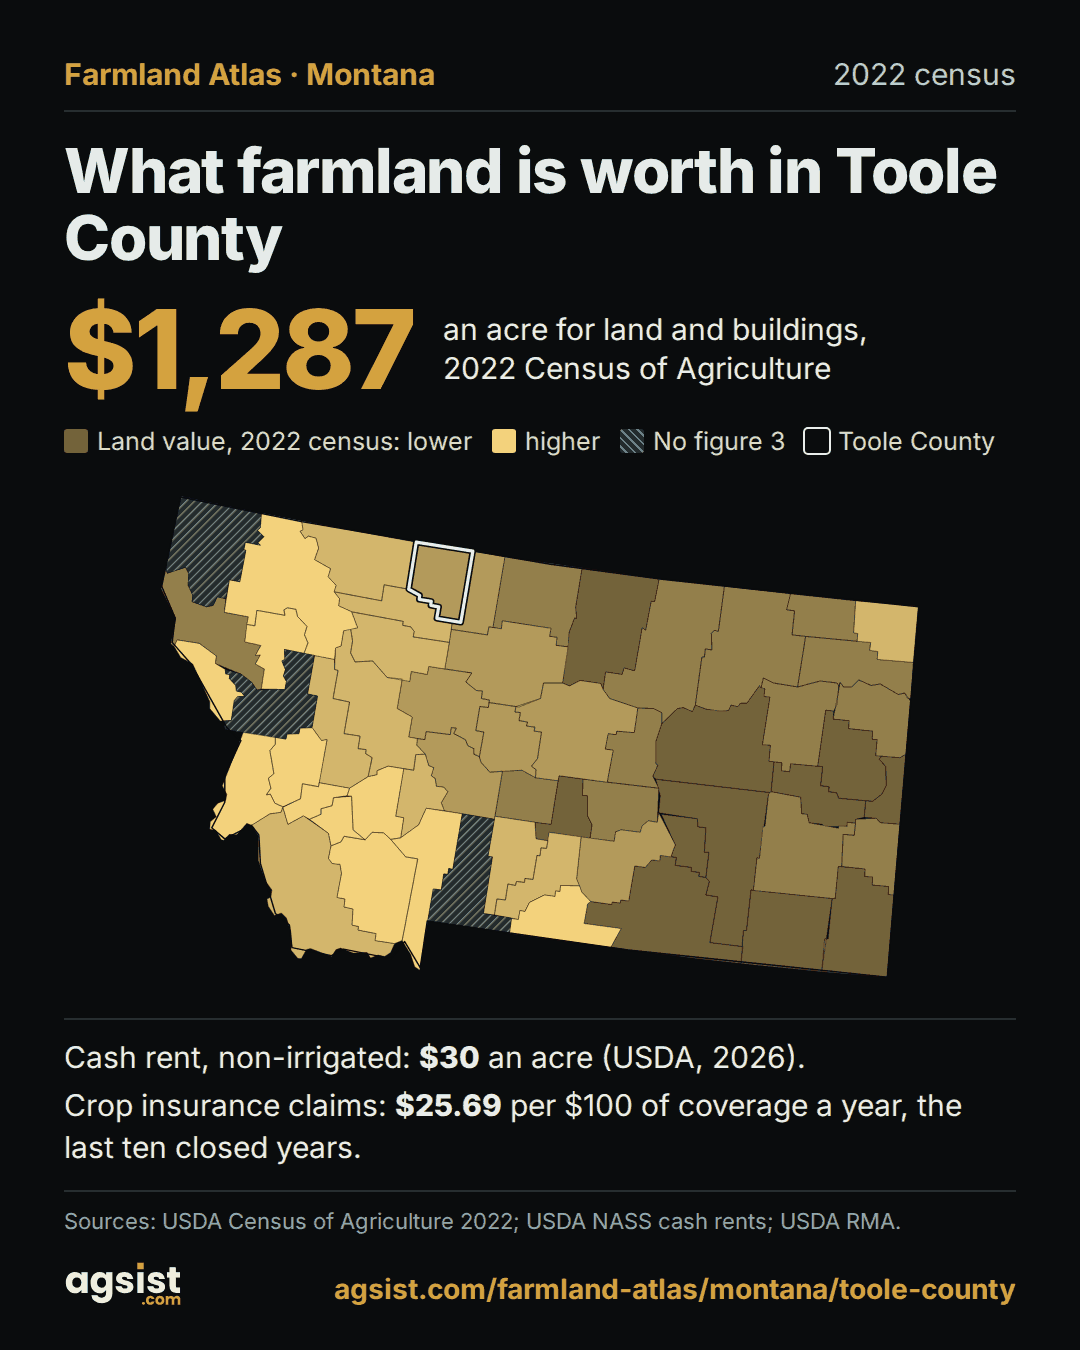 Farmland Atlas · Montana
2022 census
What farmland is worth in Toole
County
$1,287
an acre for land and buildings,
2022 Census of Agriculture
Land value, 2022 census: lower
higher
No figure 3
Toole County
Cash rent, non-irrigated: $30 an acre (USDA, 2026).
Crop insurance claims: $25.69 per $100 of coverage a year, the
last ten closed years.
Sources: USDA Census of Agriculture 2022; USDA NASS cash rents; USDA RMA.
agsist
.com
agsist.com/farmland-atlas/montana/toole-county